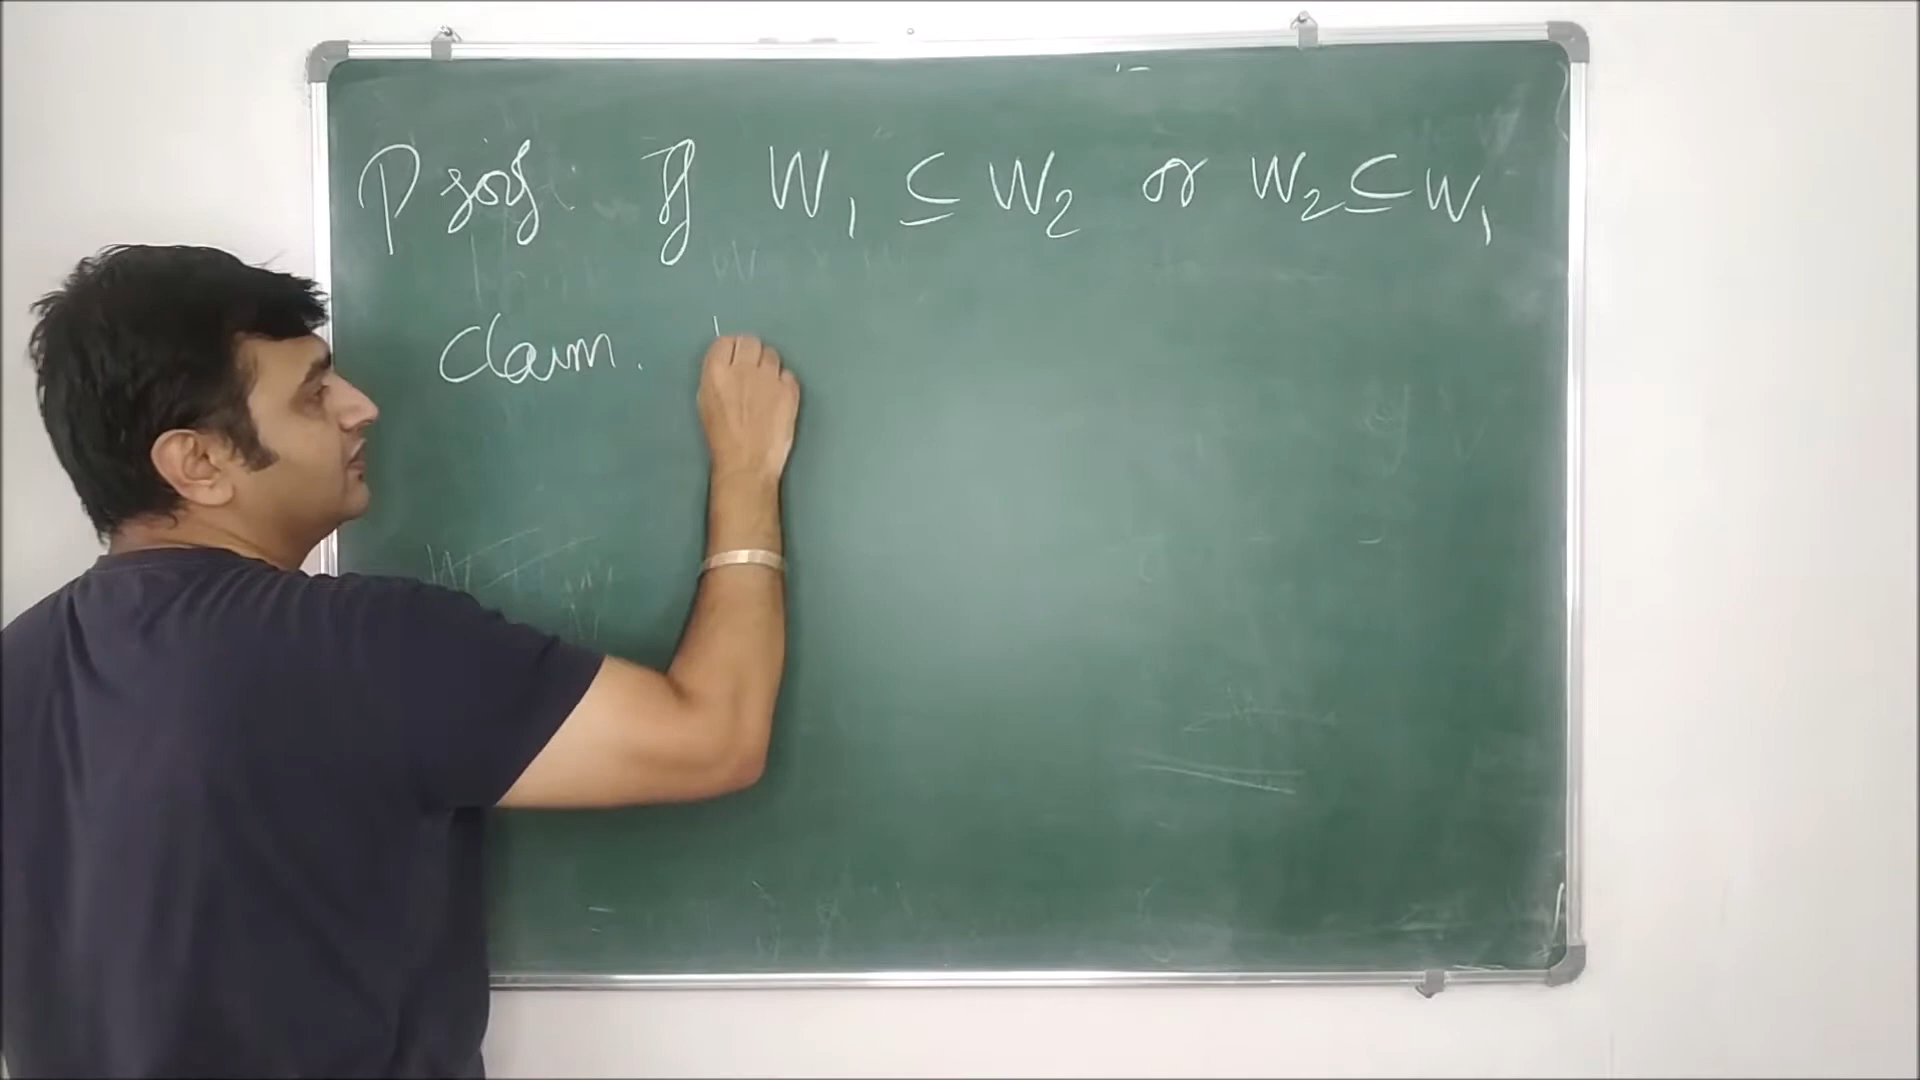 Proof. If W₁ ⊆ W₂ or W₂ ⊆ W₁
Claim.